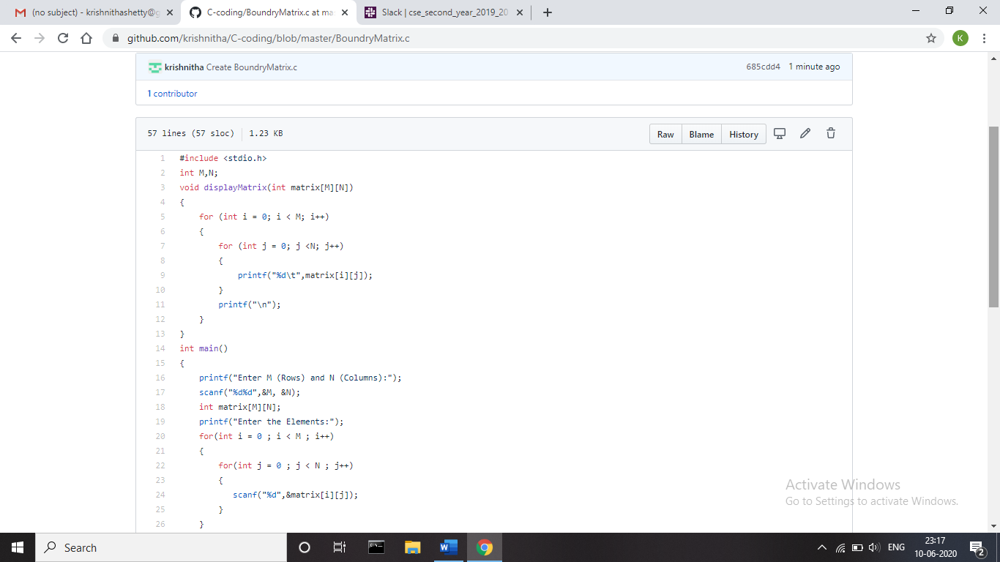 (no subject) - krishnithashetty@g
C-coding/BoundryMatrix.c at mas
Slack | cse_second_year_2019_20
github.com/krishnitha/C-coding/blob/master/BoundryMatrix.c
K
krishnitha Create BoundryMatrix.c 685cdd4 1 minute ago
1 contributor
57 lines (57 sloc) 1.23 KB Raw Blame History
1 #include <stdio.h>
2 int M,N;
3 void displayMatrix(int matrix[M][N])
4 {
5 for (int i = 0; i < M; i++)
6 {
7 for (int j = 0; j <N; j++)
8 {
9 printf("%d\t",matrix[i][j]);
10 }
11 printf("\n");
12 }
13 }
14 int main()
15 {
16 printf("Enter M (Rows) and N (Columns):");
17 scanf("%d%d",&M, &N);
18 int matrix[M][N];
19 printf("Enter the Elements:");
20 for(int i = 0 ; i < M ; i++)
21 {
22 for(int j = 0 ; j < N ; j++)
23 {
24 scanf("%d",&matrix[i][j]);
25 }
26 }
Activate Windows
Go to Settings to activate Windows.
Search
ENG
23:17
10-06-2020
2